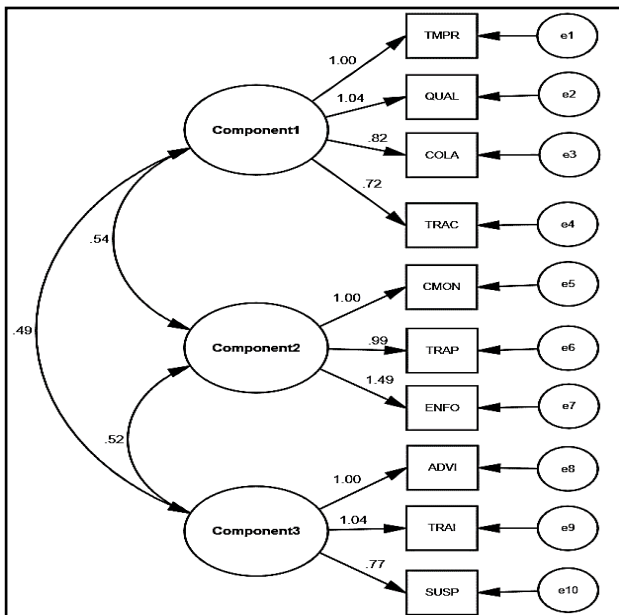 TMPR
e1
1.00
QUAL
e2
1.04
Component1
.82
COLA
e3
.72
TRAC
e4
.54
CMON
e5
1.00
.49
Component2
.99
TRAP
e6
1.49
ENFO
e7
.52
ADVI
e8
1.00
Component3
1.04
TRAI
e9
.77
SUSP
e10